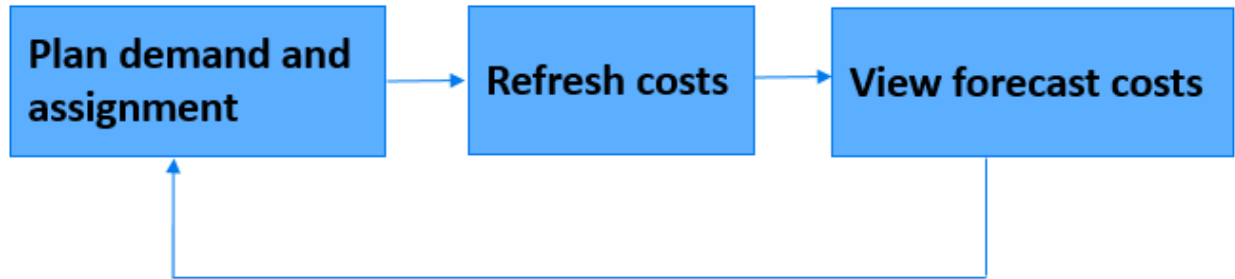 Plan demand and
assignment
Refresh costs
View forecast costs